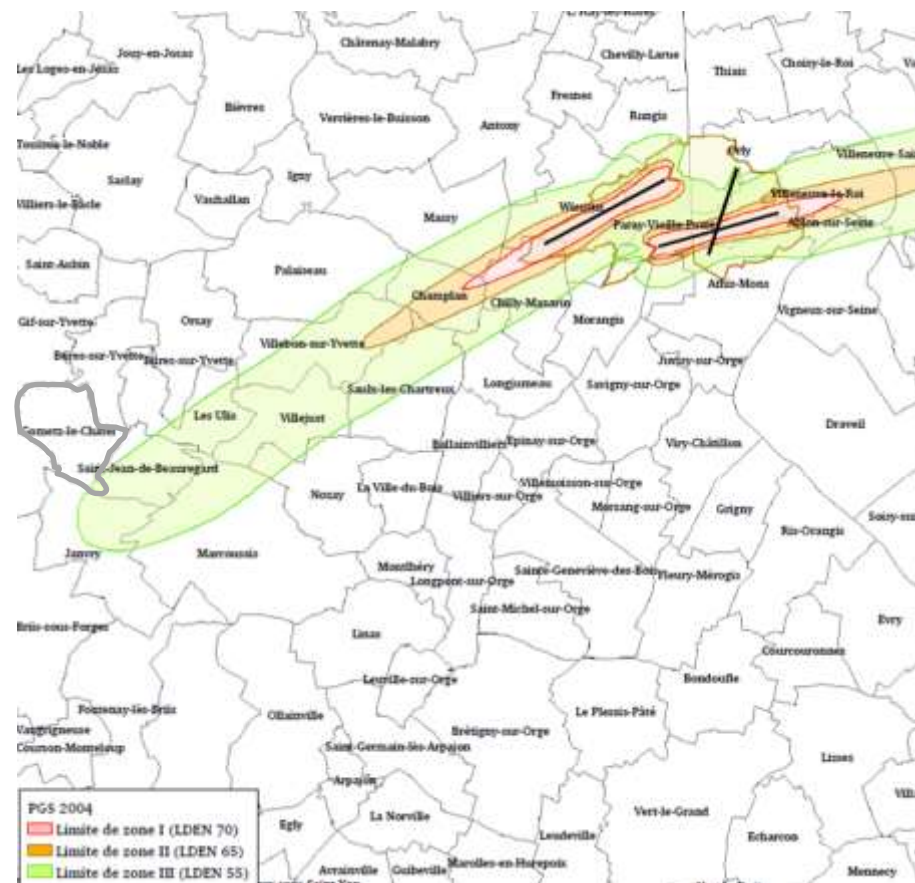 Châtenay-Malabry
Jouy-en-Josas
Chevilly-Larue
Les Loges-en-Josas
Thiais
Choisy-le-Roi
Bièvres
Fresnes
Verrières-le-Buisson
Rungis
Antony
Toussus-le-Noble
Orly
Igny
Saclay
Vauhallan
Villeneuve-le-Roi
Villiers-le-Bâcle
Wissous
Massy
Paray-Vieille-Poste
Ablon-sur-Seine
Saint-Aubin
Palaiseau
Athis-Mons
Champlan
Chilly-Mazarin
Vigneux-sur-Seine
Gif-sur-Yvette
Orsay
Morangis
Villebon-sur-Yvette
Bures-sur-Yvette
Bures-sur-Yvette
Juvisy-sur-Orge
Saulx-les-Chartreux
Longjumeau
Savigny-sur-Orge
Les Ulis
Villejust
Draveil
Gometz-le-Châtel
Ballainvilliers
Epinay-sur-Orge
Viry-Châtillon
Saint-Jean-de-Beauregard
Nozay
La Ville-du-Bois
Villiers-sur-Orge
Villemoisson-sur-Orge
Morsang-sur-Orge
Grigny
Ris-Orangis
Janvry
Marcoussis
Montlhéry
Longpont-sur-Orge
Sainte-Geneviève-des-Bois
Fleury-Mérogis
Saint-Michel-sur-Orge
Briis-sous-Forges
Linas
Evry
Courcouronnes
Leuville-sur-Orge
Bondoufle
Fontenay-lès-Briis
Ollainville
Le Plessis-Pâté
Vaugrigneuse
Brétigny-sur-Orge
Courson-Monteloup
Saint-Germain-lès-Arpajon
Lisses
Arpajon
PGS 2004
Limite de zone I (LDEN 70)
Limite de zone II (LDEN 65)
Limite de zone III (LDEN 55)
La Norville
Vert-le-Grand
Egly
Leudeville
Echarcon
Marolles-en-Hurepoix
Avrainville
Guibeville
Mennecy